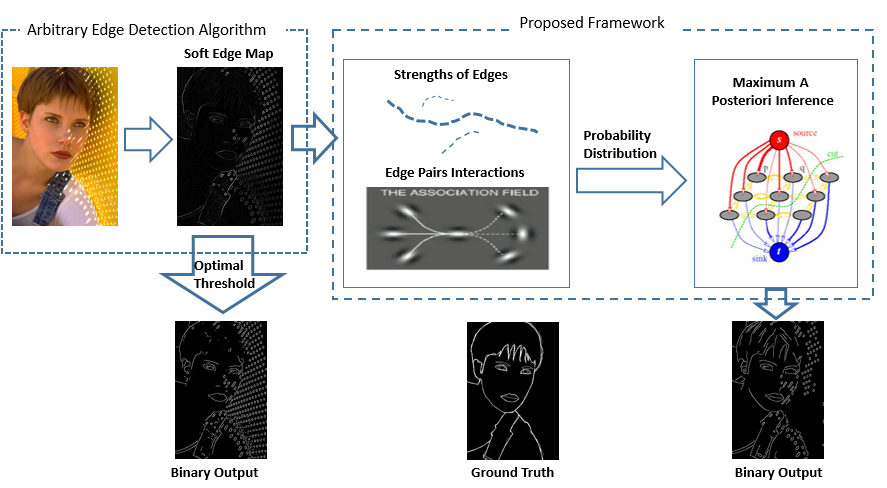 Arbitrary Edge Detection Algorithm
Soft Edge Map
Proposed Framework
Strengths of Edges
Edge Pairs Interactions
THE ASSOCIATION FIELD
Probability
Distribution
Maximum A
Posteriori Inference
s
source
cut
p
q
sink
t
Optimal
Threshold
Binary Output
Ground Truth
Binary Output